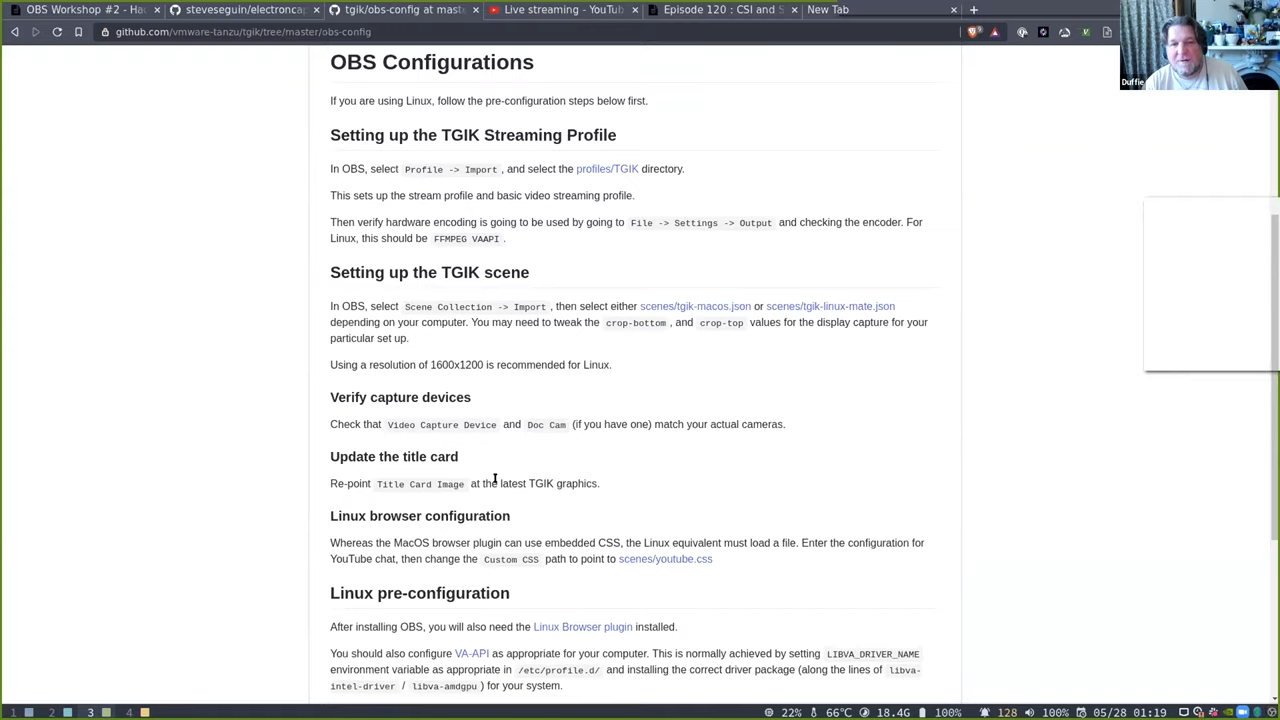 OBS Workshop #2 - Ha
steveseguin/electroncap
tgik/obs-config at mast
Live streaming - YouTu
Episode 120 : CSI and S
New Tab
github.com/vmware-tanzu/tgik/tree/master/obs-config
Duffie
OBS Configurations
If you are using Linux, follow the pre-configuration steps below first.
Setting up the TGIK Streaming Profile
In OBS, select Profile -> Import, and select the profiles/TGIK directory.
This sets up the stream profile and basic video streaming profile.
Then verify hardware encoding is going to be used by going to File -> Settings -> Output and checking the encoder. For
Linux, this should be FFMPEG VAAPI.
Setting up the TGIK scene
In OBS, select Scene Collection -> Import, then select either scenes/tgik-macos.json or scenes/tgik-linux-mate.json
depending on your computer. You may need to tweak the crop-bottom, and crop-top values for the display capture for your
particular set up.
Using a resolution of 1600x1200 is recommended for Linux.
Verify capture devices
Check that Video Capture Device and Doc Cam (if you have one) match your actual cameras.
Update the title card
Re-point Title Card Image at the latest TGIK graphics.
Linux browser configuration
Whereas the MacOS browser plugin can use embedded CSS, the Linux equivalent must load a file. Enter the configuration for
YouTube chat, then change the Custom CSS path to point to scenes/youtube.css
Linux pre-configuration
After installing OBS, you will also need the Linux Browser plugin installed.
You should also configure VA-API as appropriate for your computer. This is normally achieved by setting LIBVA_DRIVER_NAME
environment variable as appropriate in /etc/profile.d/ and installing the correct driver package (along the lines of libva-
intel-driver / libva-amdgpu) for your system.
1 2 3 4 22% 66°C 18.4G 100% 128 100% 05/28 01:19